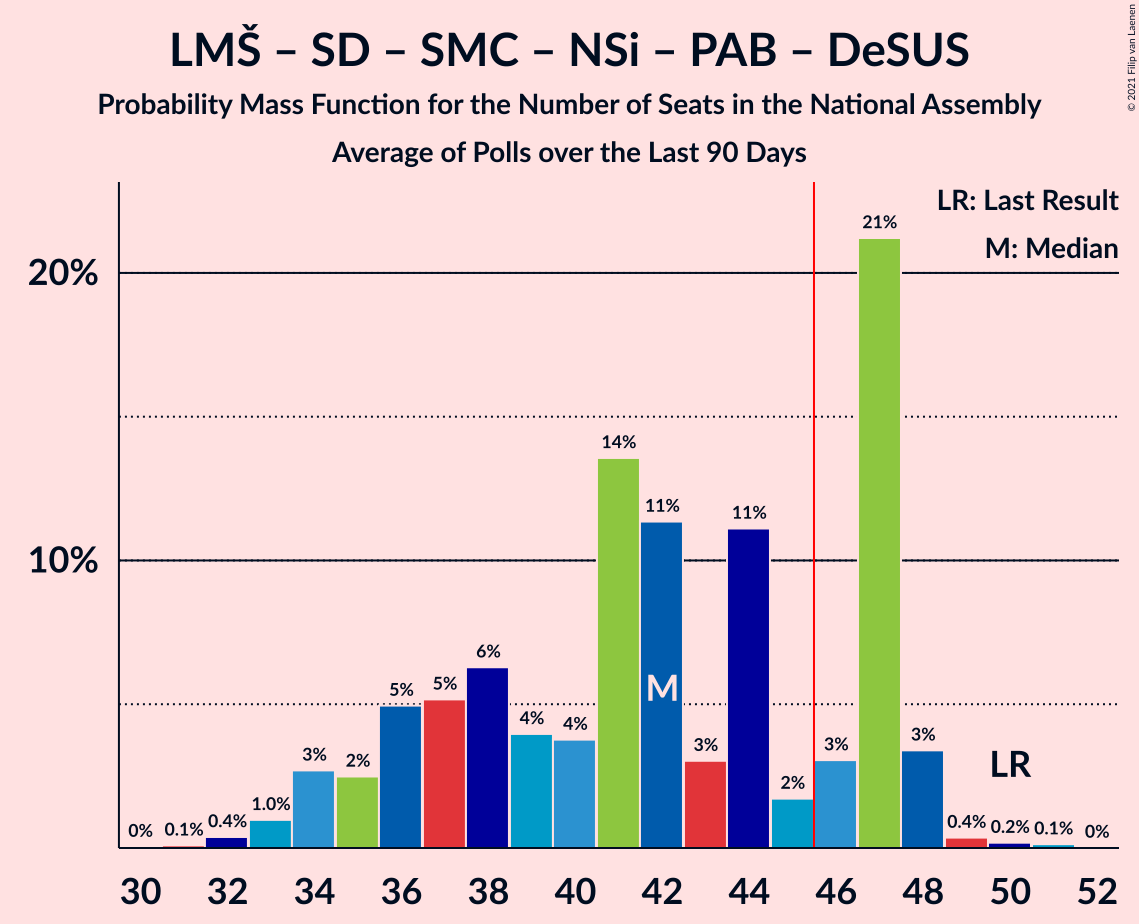 LMŠ – SD – SMC – NSi – PAB – DeSUS
Probability Mass Function for the Number of Seats in the National Assembly
Average of Polls over the Last 90 Days
© 2021 Filip van Laenen
LR: Last Result
M: Median
20%
10%
0% 0.1% 0.4% 1.0% 3% 2% 5% 5% 6% 4% 4% 14% 11% 3% 11% 2% 3% 21% 3% 0.4% 0.2% 0.1% 0%
M
LR
30 32 34 36 38 40 42 44 46 48 50 52